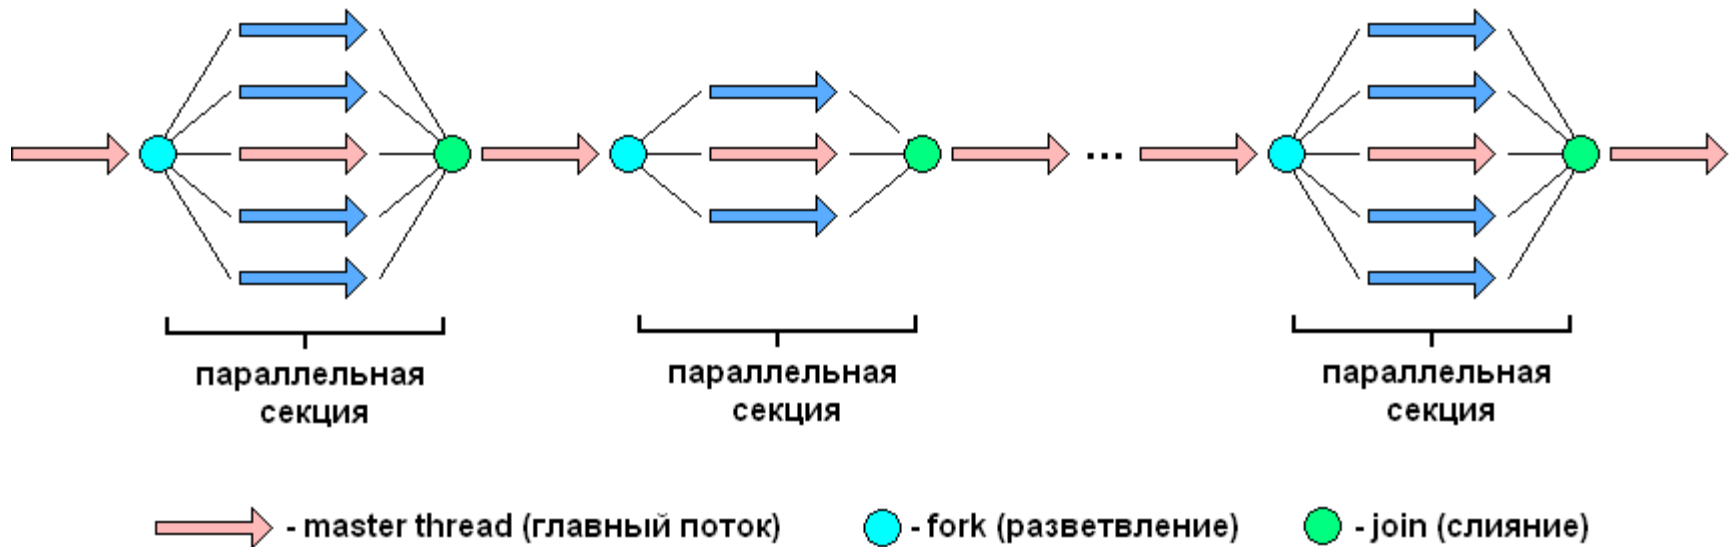 ...
параллельная
секция
параллельная
секция
параллельная
секция
- master thread (главный поток)
- fork (разветвление)
- join (слияние)